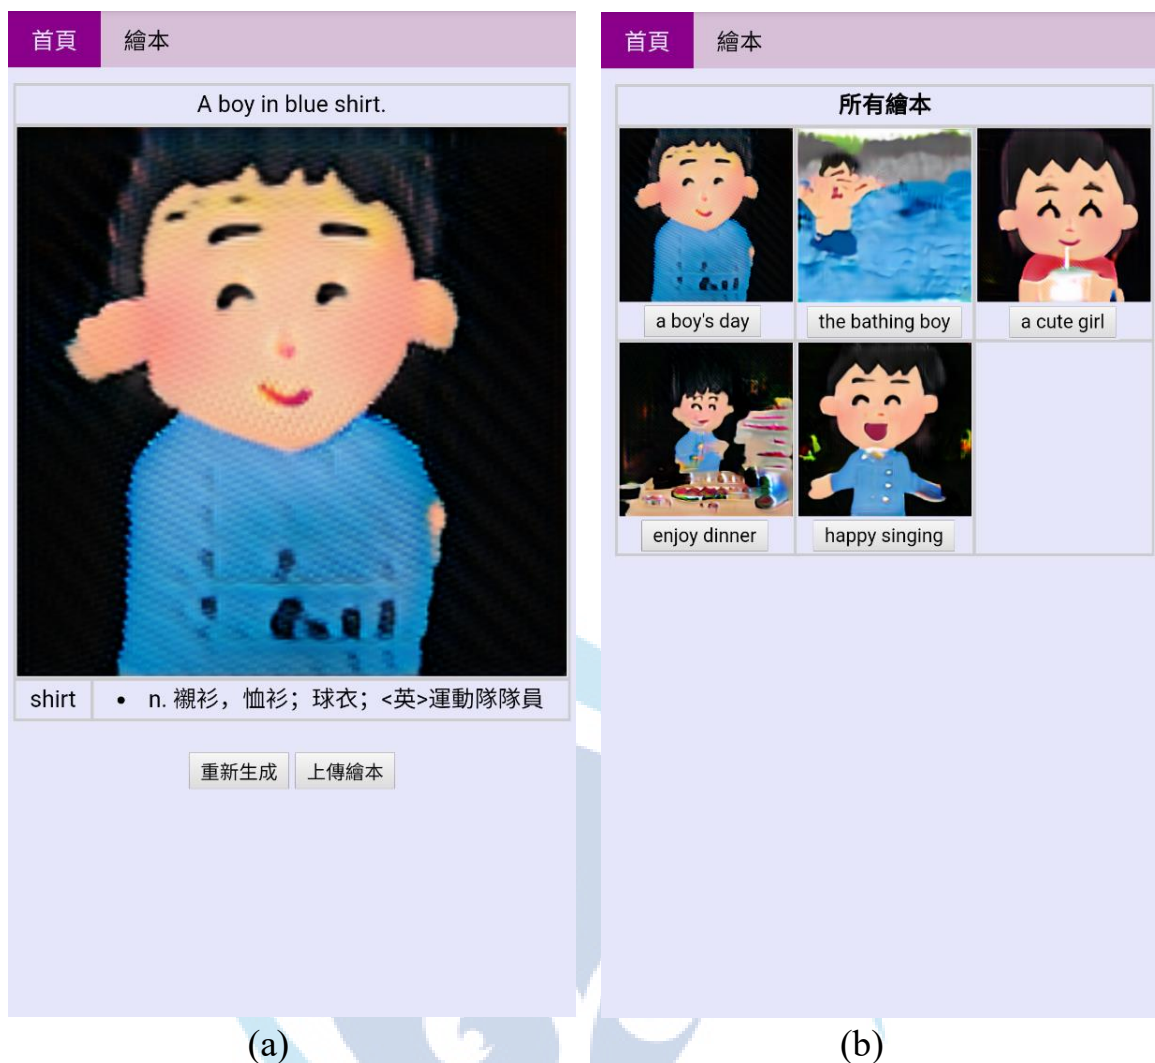 首頁 繪本
A boy in blue shirt.
shirt • n. 襯衫，恤衫；球衣；<英>運動隊隊員
重新生成 上傳繪本
(a)
首頁 繪本
所有繪本
a boy's day the bathing boy a cute girl
enjoy dinner happy singing
(b)